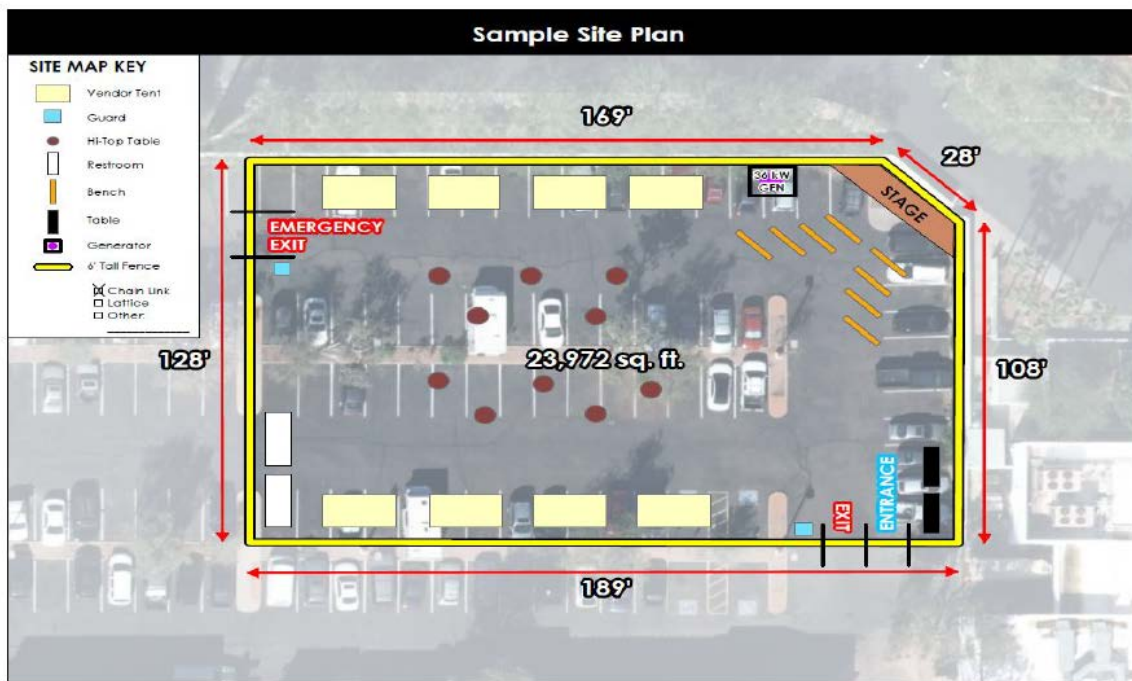 Sample Site Plan
SITE MAP KEY
Vendor Tent
Guard
Hi-Top Table
Restroom
Bench
Table
Generator
6' Tall Fence
Chain Link
Lattice
Other:
169'
28'
36 kW
GEN
STAGE
EMERGENCY
EXIT
128'
23,972 sq. ft.
108'
EXIT
ENTRANCE
189'